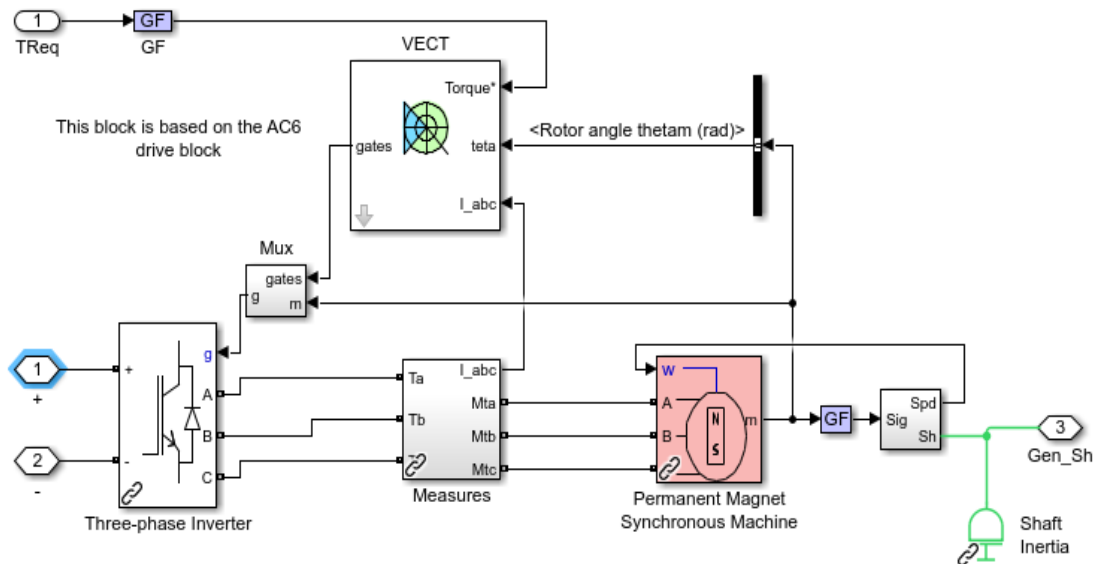 1
TReq
GF
GF
VECT
Torque*
This block is based on the AC6
drive block
gates
teta
<Rotor angle thetam (rad)>
I_abc
Mux
gates
g
m
1
+
2
-
+
-
g
A
B
C
Three-phase Inverter
Ta
Tb
I_abc
Mta
Mtb
Mtc
Measures
w
A
B
m
N
S
Permanent Magnet
Synchronous Machine
GF
Sig
Spd
Sh
3
Gen_Sh
Shaft
Inertia